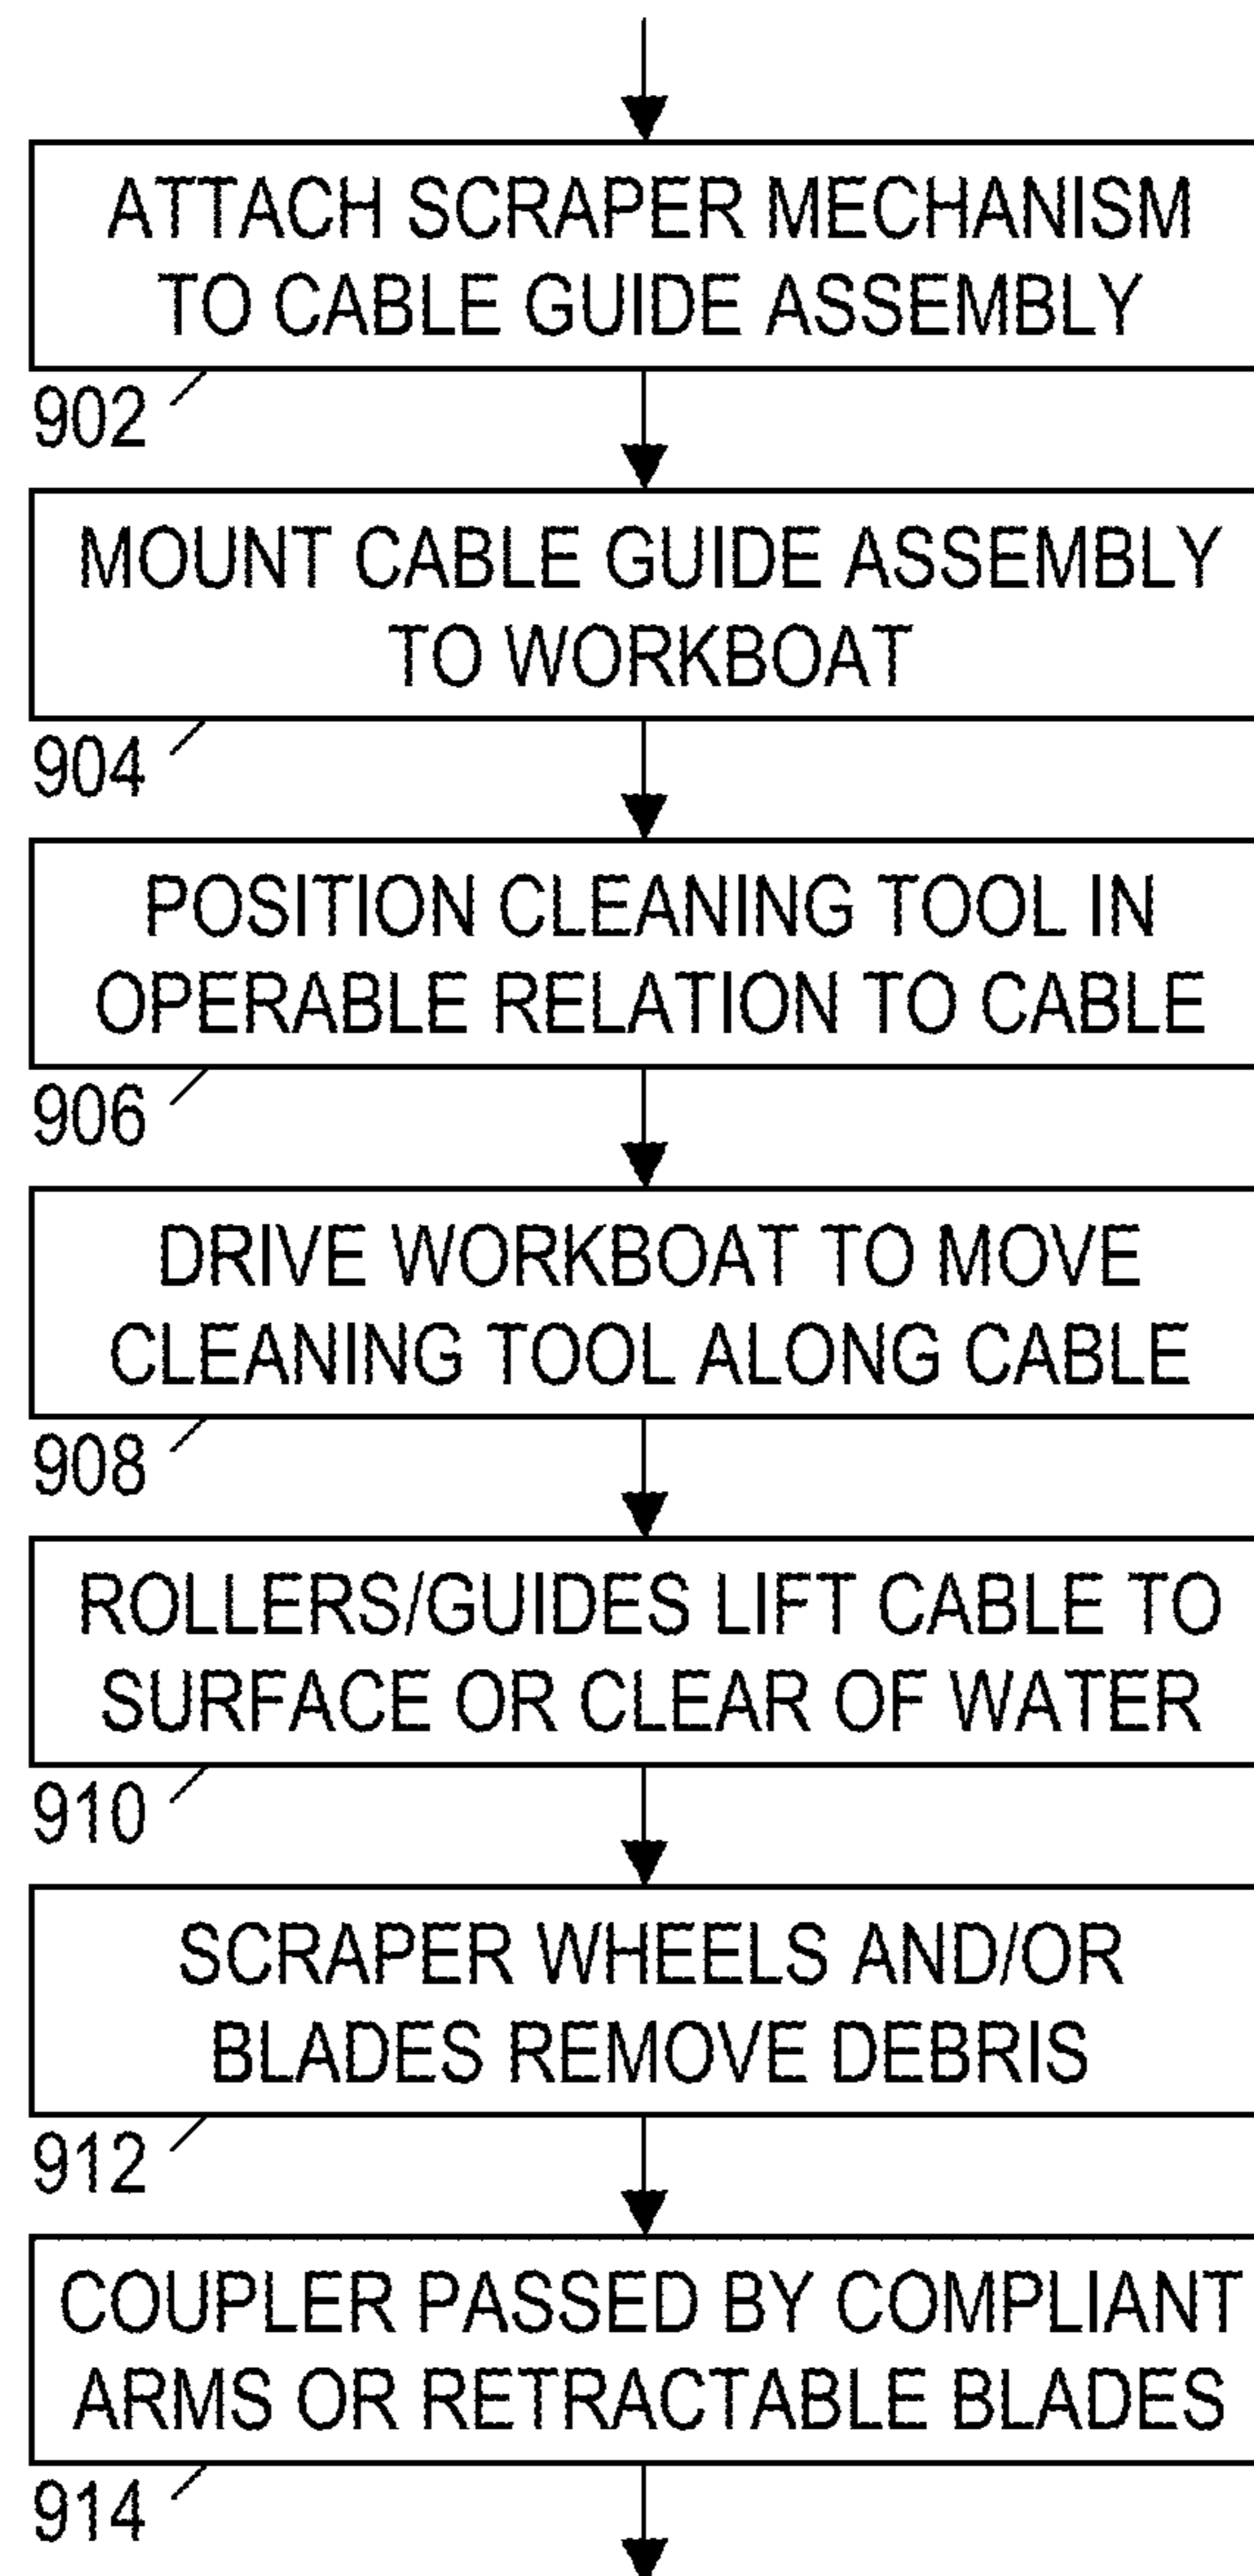 ATTACH SCRAPER MECHANISM
TO CABLE GUIDE ASSEMBLY
902
MOUNT CABLE GUIDE ASSEMBLY
TO WORKBOAT
904
POSITION CLEANING TOOL IN
OPERABLE RELATION TO CABLE
906
DRIVE WORKBOAT TO MOVE
CLEANING TOOL ALONG CABLE
908
ROLLERS/GUIDES LIFT CABLE TO
SURFACE OR CLEAR OF WATER
910
SCRAPER WHEELS AND/OR
BLADES REMOVE DEBRIS
912
COUPLER PASSED BY COMPLIANT
ARMS OR RETRACTABLE BLADES
914